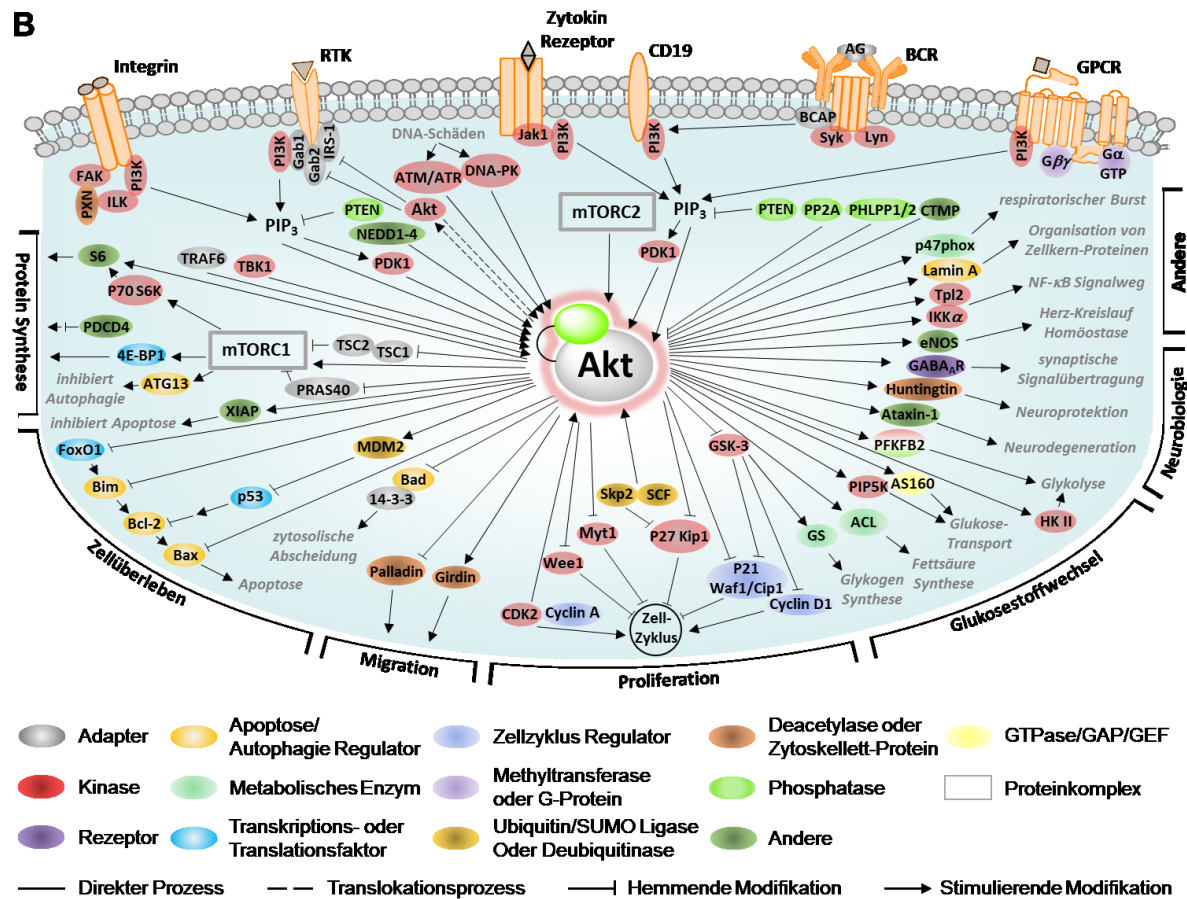 B
Integrin
RTK
Zytokin
Rezeptor
CD19
AG
BCR
GPCR
FAK
PXN
ILK
PI3K
PI3K
Gab1
Gab2
IRS-1
DNA-Schäden
ATM/ATR
DNA-PK
Jak1
PI3K
PI3K
BCAP
Syk
Lyn
PI3K
Gβγ
Gα
GTP
PIP3
PTEN
NEDD1-4
Akt
PDK1
mTORC2
PIP3
PDK1
PTEN
PP2A
PHLPP1/2
CTMP
Protein Synthese
S6
P70 S6K
TRAF6
TBK1
PDCD4
4E-BP1
mTORC1
TSC2
TSC1
PRAS40
inhibiert
Autophagie
ATG13
XIAP
inhibiert Apoptose
Akt
p47phox
respiratorischer Burst
Lamin A
Organisation von
Zellkern-Proteinen
Tpl2
IKKα
NF-κB Signalweg
eNOS
Herz-Kreislauf
Homöostase
Andere
GABAAR
synaptische
Signalübertragung
Huntingtin
Neuroprotektion
Ataxin-1
Neurodegeneration
Neurobiologie
PFKFB2
Glykolyse
PIP5K
AS160
HK II
Glukose-
Transport
ACL
Fettsäure
Synthese
GS
Glykogen
Synthese
Glukosestoffwechsel
FoxO1
Bim
Bcl-2
Bax
Apoptose
p53
MDM2
Bad
14-3-3
zytosolische
Abscheidung
Zellüberleben
Palladin
Girdin
Migration
GSK-3
Skp2
SCF
Myt1
P27 Kip1
Wee1
P21
Waf1/Cip1
Cyclin D1
CDK2
Cyclin A
Zell-
Zyklus
Proliferation
Adapter
Apoptose/
Autophagie Regulator
Zellzyklus Regulator
Deacetylase oder
Zytoskellett-Protein
GTPase/GAP/GEF
Kinase
Metabolisches Enzym
Methyltransferase
oder G-Protein
Phosphatase
Proteinkomplex
Rezeptor
Transkriptions- oder
Translationsfaktor
Ubiquitin/SUMO Ligase
Oder Deubiquitinase
Andere
Direkter Prozess
Translokationsprozess
Hemmende Modifikation
Stimulierende Modifikation